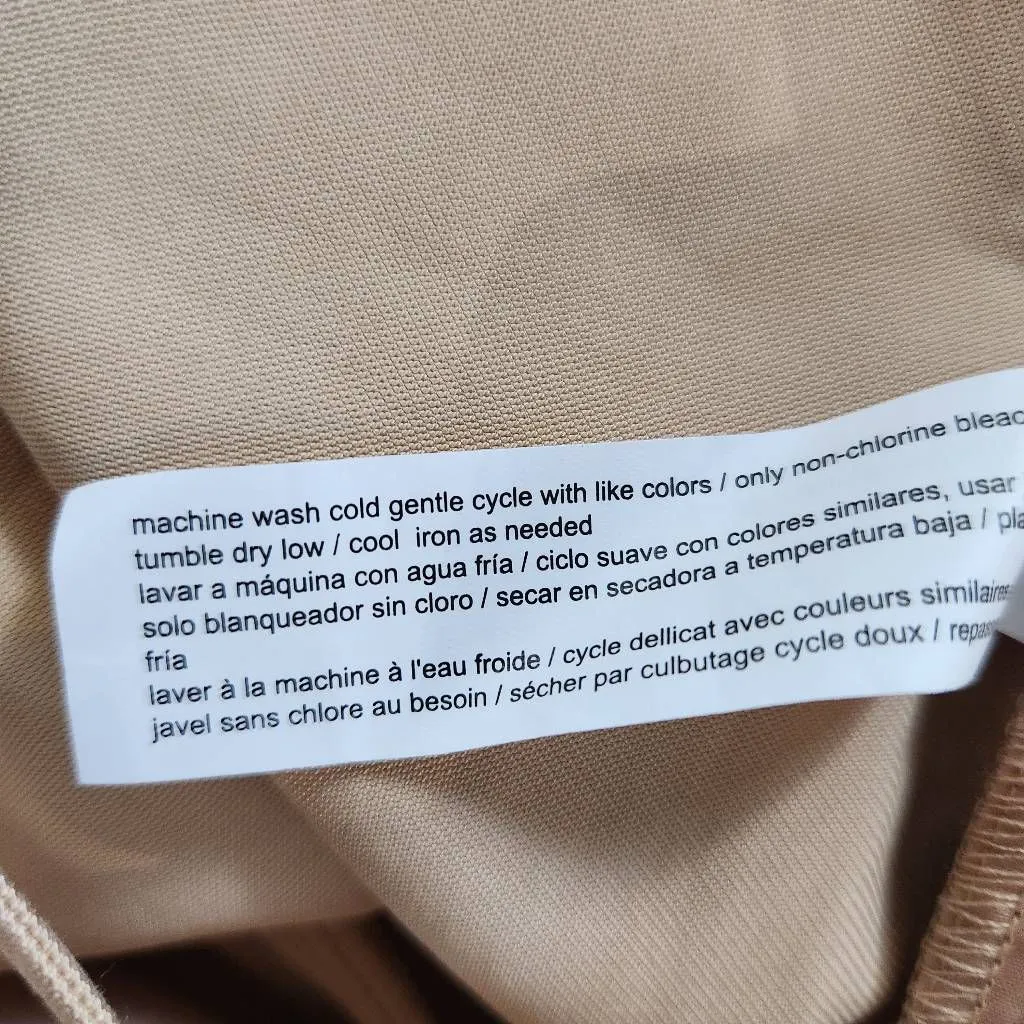 machine wash cold gentle cycle with like colors / only non-chlorine
tumble dry low / cool iron as needed
lavar a máquina con agua fría / ciclo suave con colores similares, usar
solo blanqueador sin cloro / secar en secadora a temperatura baja /
fría
laver à la machine à l'eau froide / cycle dellicat avec couleurs similaires
javel sans chlore au besoin / sécher par culbutage cycle doux /